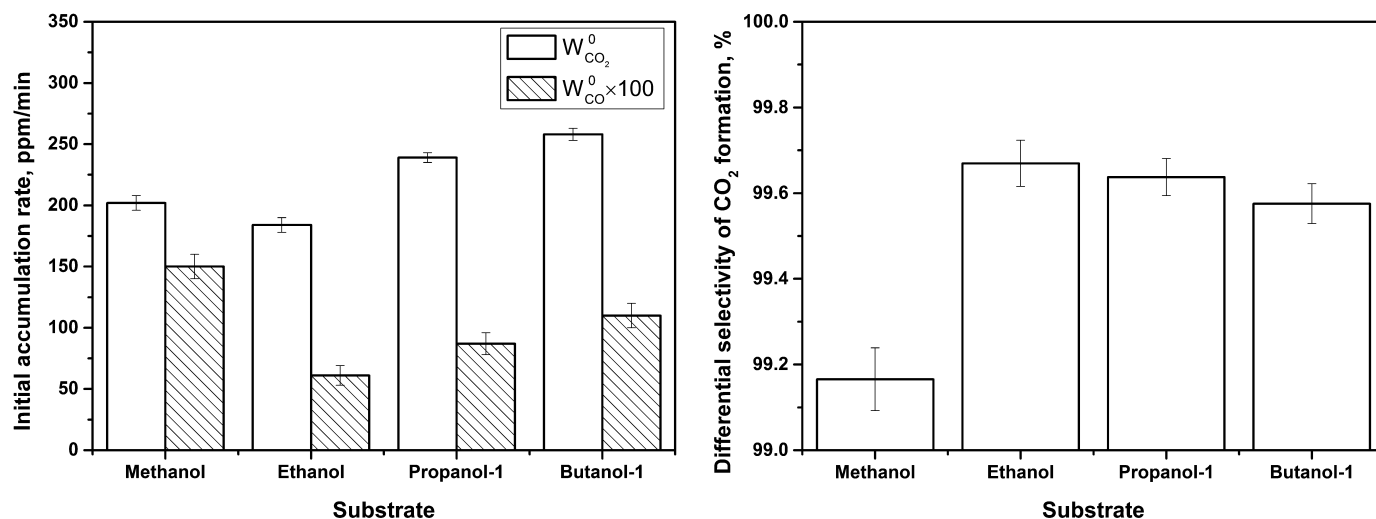 Initial accumulation rate, ppm/min
350
300
250
200
150
100
50
0
W⁰CO₂
W⁰CO×100
Methanol Ethanol Propanol-1 Butanol-1
Substrate
Differential selectivity of CO₂ formation, %
100.0
99.8
99.6
99.4
99.2
99.0
Methanol Ethanol Propanol-1 Butanol-1
Substrate